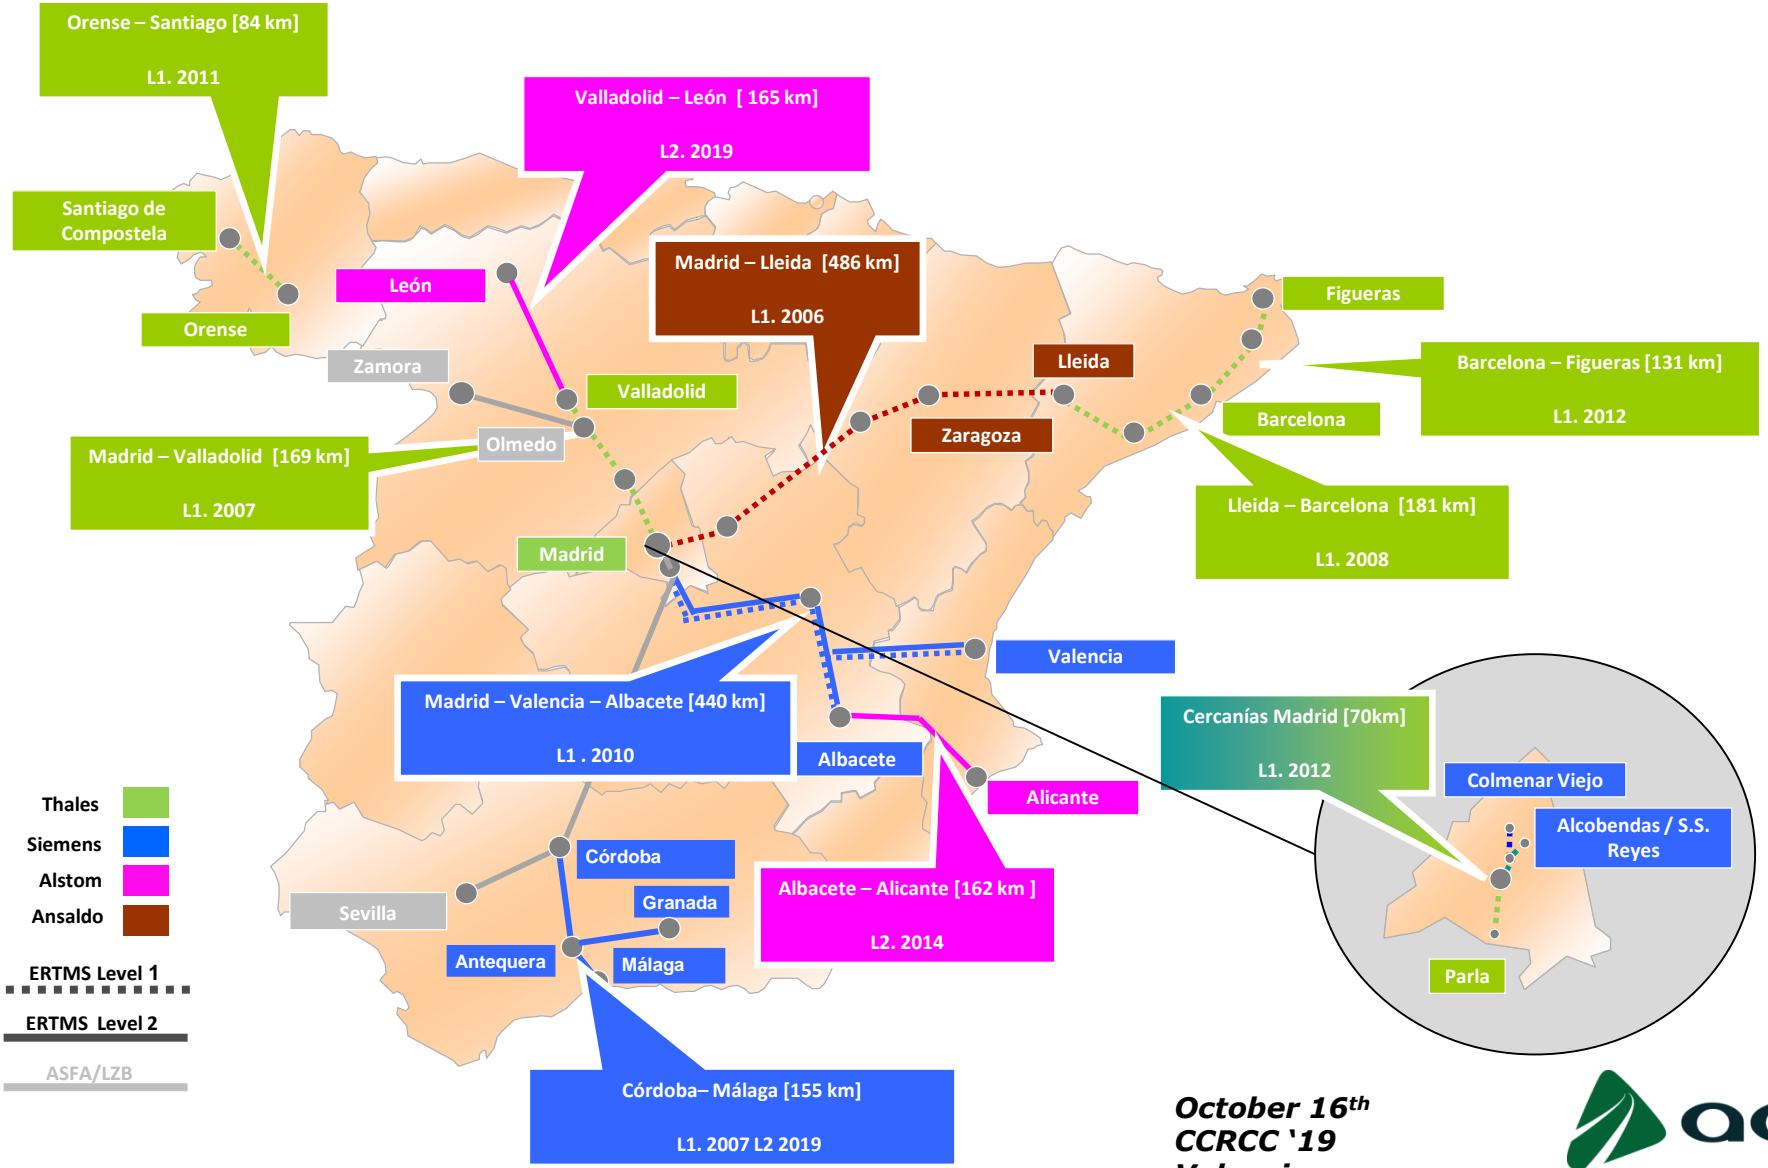 Orense – Santiago [84 km]
L1. 2011
Valladolid – León [ 165 km]
L2. 2019
Santiago de
Compostela
León
Orense
Madrid – Lleida [486 km]
L1. 2006
Figueras
Zamora
Lleida
Barcelona – Figueras [131 km]
L1. 2012
Valladolid
Barcelona
Zaragoza
Olmedo
Madrid – Valladolid [169 km]
L1. 2007
Lleida – Barcelona [181 km]
L1. 2008
Madrid
Valencia
Madrid – Valencia – Albacete [440 km]
L1 . 2010
Albacete
Alicante
Cercanías Madrid [70km]
L1. 2012
Colmenar Viejo
Alcobendas / S.S.
Reyes
Parla
Thales
Siemens
Alstom
Ansaldo
ERTMS Level 1
ERTMS Level 2
ASFA/LZB
Córdoba
Granada
Sevilla
Antequera
Málaga
Albacete – Alicante [162 km ]
L2. 2014
Córdoba– Málaga [155 km]
L1. 2007 L2 2019
October 16th
CCRCC ‘19